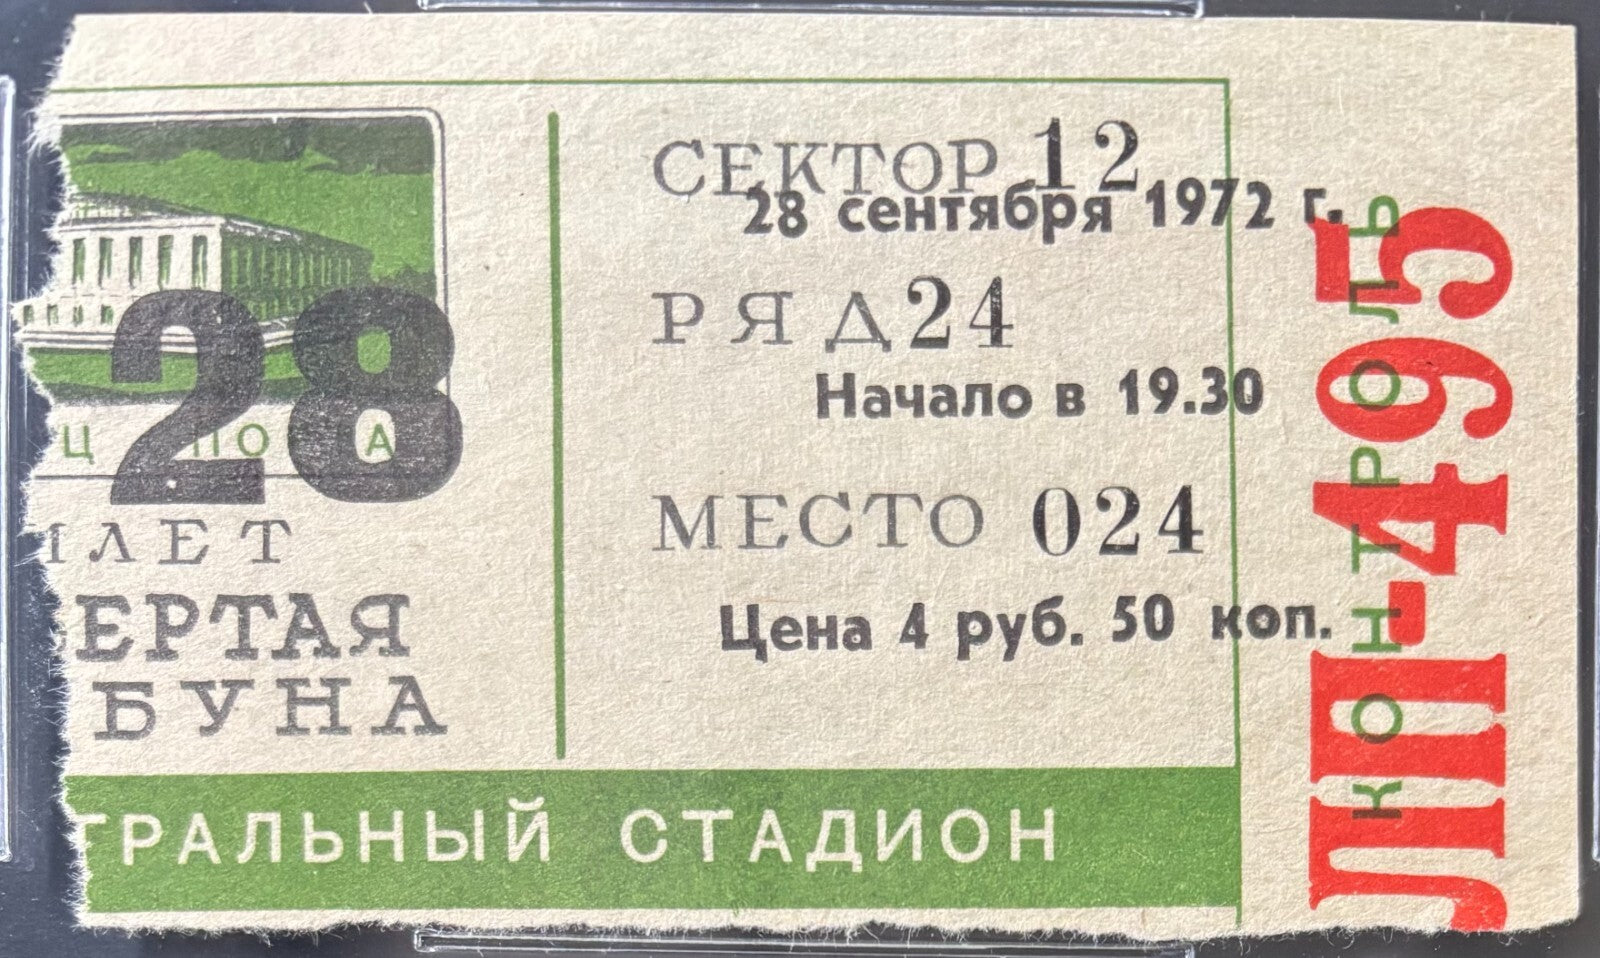 СЕКТОР 12
28 сентября 1972 г.
РЯД 24
Начало в 19.30
МЕСТО 024
Цена 4 руб. 50 коп.
28
ЛЕТ
ЕРТАЯ
БУНА
ТРАЛЬНЫЙ СТАДИОН
КОНТРОЛЬ
ЛП-495